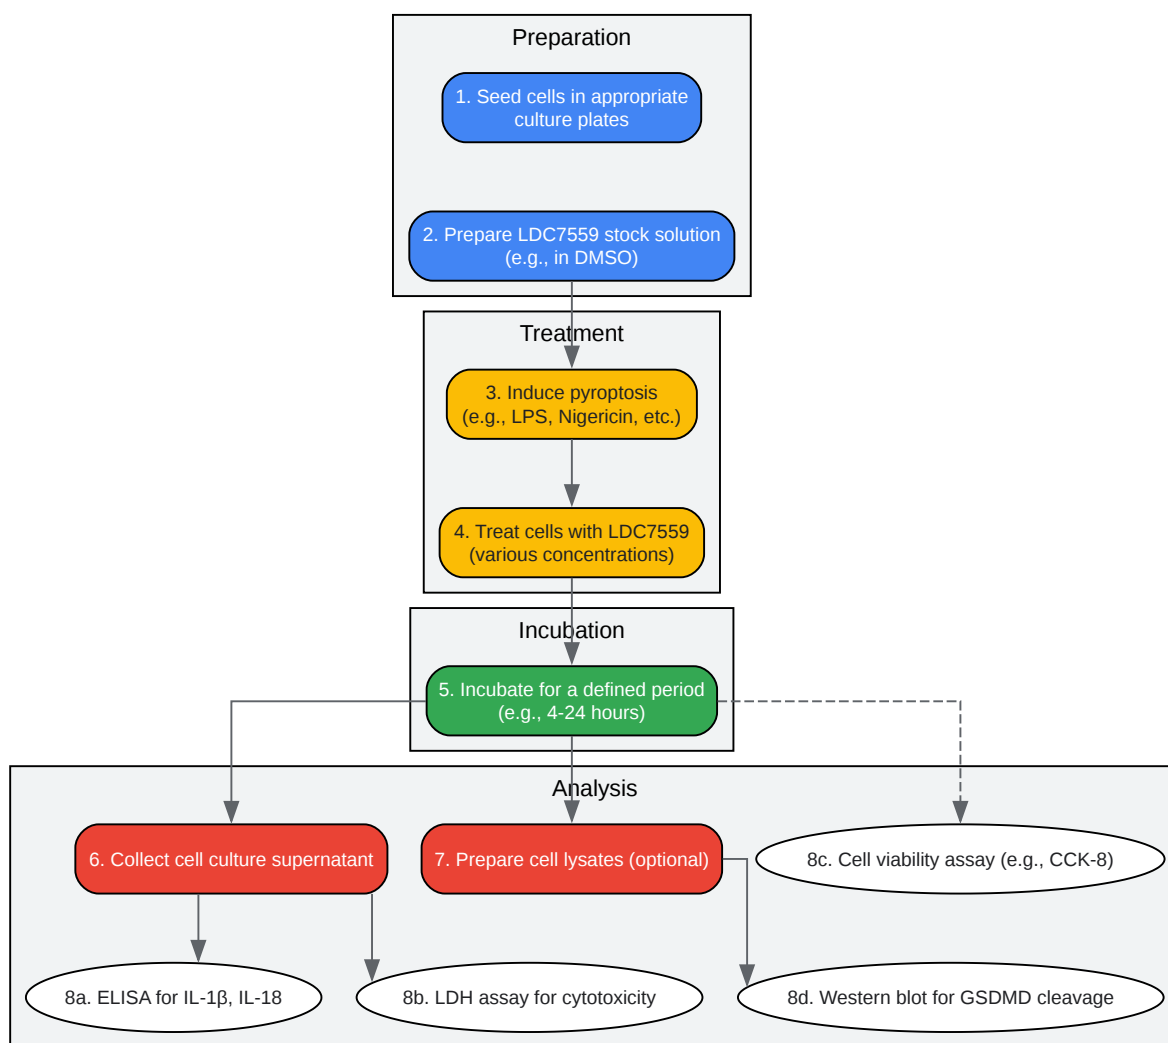 Preparation
1. Seed cells in appropriate
culture plates
2. Prepare LDC7559 stock solution
(e.g., in DMSO)
Treatment
3. Induce pyroptosis
(e.g., LPS, Nigericin, etc.)
4. Treat cells with LDC7559
(various concentrations)
Incubation
5. Incubate for a defined period
(e.g., 4-24 hours)
Analysis
6. Collect cell culture supernatant
7. Prepare cell lysates (optional)
8c. Cell viability assay (e.g., CCK-8)
8a. ELISA for IL-1β, IL-18
8b. LDH assay for cytotoxicity
8d. Western blot for GSDMD cleavage